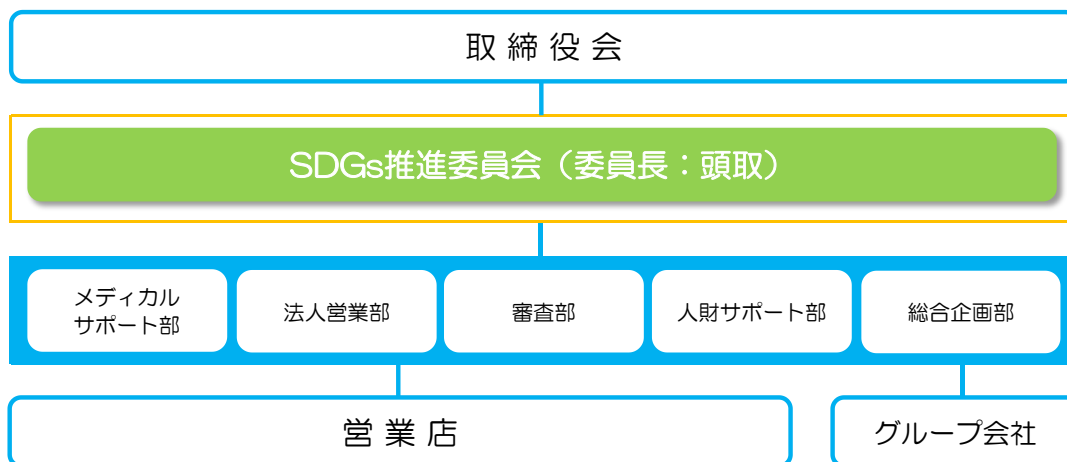 取締役会
SDGs推進委員会（委員長：頭取）
メディカル
サポート部
法人営業部
審査部
人財サポート部
総合企画部
営業店
グループ会社